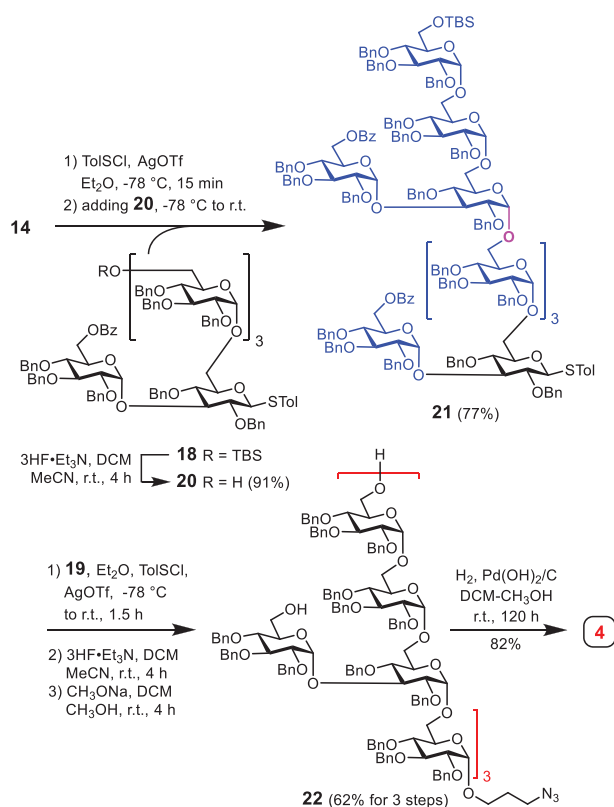 14
1) TolSCl, AgOTf
Et2O, -78 °C, 15 min
2) adding 20, -78 °C to r.t.
RO
O
BnO
BnO
BnO
O
3
OBz
O
BnO
BnO
BnO
O
O
BnO
STol
OBn
3HF•Et3N, DCM
MeCN, r.t., 4 h
18 R = TBS
20 R = H (91%)
OTBS
O
BnO
BnO
BnO
O
O
BnO
BnO
BnO
O
OBz
O
BnO
BnO
BnO
O
O
BnO
OBn
O
O
BnO
BnO
BnO
O
3
OBz
O
BnO
BnO
BnO
O
O
BnO
STol
OBn
21 (77%)
1) 19, Et2O, TolSCl,
AgOTf, -78 °C
to r.t., 1.5 h
2) 3HF•Et3N, DCM
MeCN, r.t., 4 h
3) CH3ONa, DCM
CH3OH, r.t., 4 h
H
O
O
BnO
BnO
BnO
O
O
BnO
BnO
BnO
O
OH
O
BnO
BnO
BnO
O
O
BnO
BnO
O
O
BnO
BnO
BnO
O
3
N3
22 (62% for 3 steps)
H2, Pd(OH)2/C
DCM-CH3OH
r.t., 120 h
82%
4